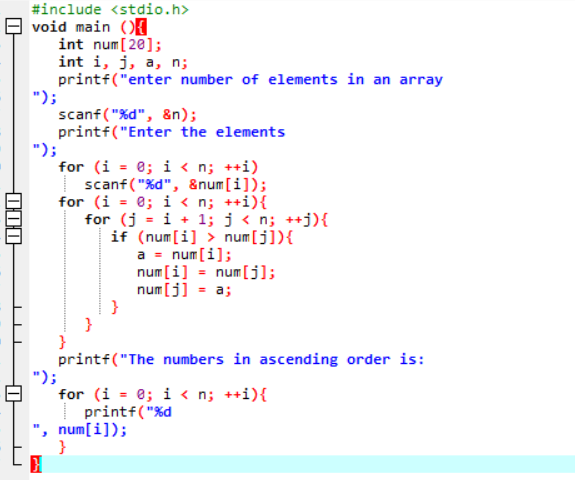 #include <stdio.h>
void main (){
int num[20];
int i, j, a, n;
printf("enter number of elements in an array
");
scanf("%d", &n);
printf("Enter the elements
");
for (i = 0; i < n; ++i)
scanf("%d", &num[i]);
for (i = 0; i < n; ++i){
for (j = i + 1; j < n; ++j){
if (num[i] > num[j]){
a = num[i];
num[i] = num[j];
num[j] = a;
}
}
}
printf("The numbers in ascending order is:
");
for (i = 0; i < n; ++i){
printf("%d
", num[i]);
}
}